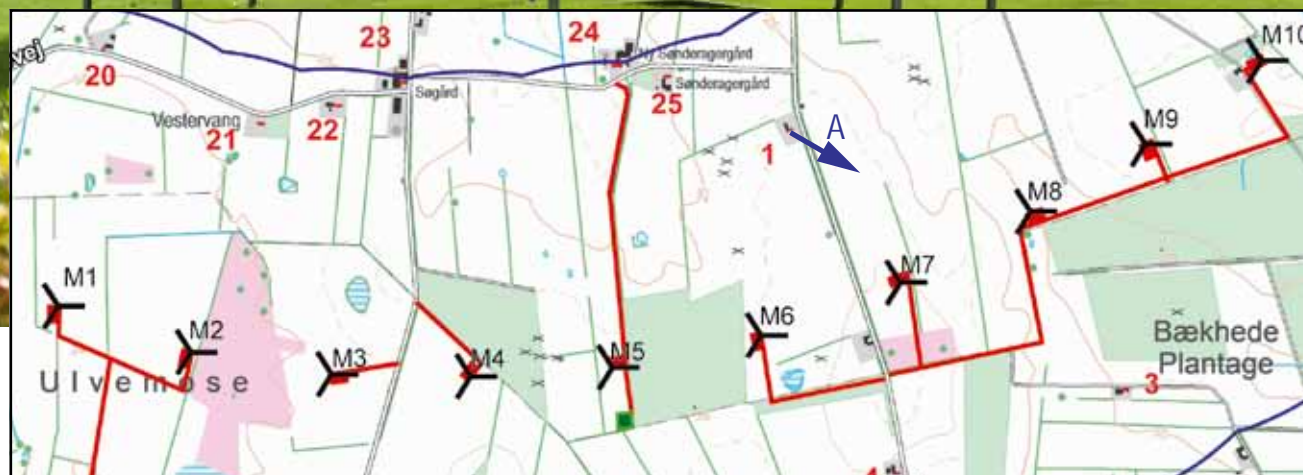 vej
20
23
24
Ny Sønderagergård
M10
Søgård
25
Sønderagergård
Vestervang
21
22
1
A
M9
M8
M1
M7
M2
M3
M4
M5
M6
Ulvemose
Bækhede
Plantage
3